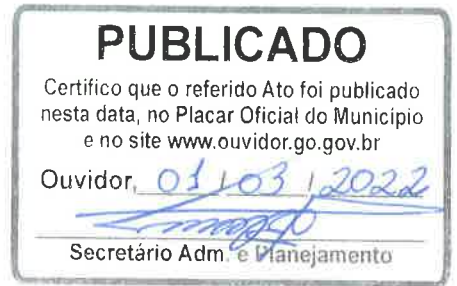 PUBLICADO
Certifico que o referido Ato foi publicado
nesta data, no Placar Oficial do Município
e no site www.ouvidor.go.gov.br
Ouvidor, 01 / 03 / 2022
Secretário Adm. e Planejamento